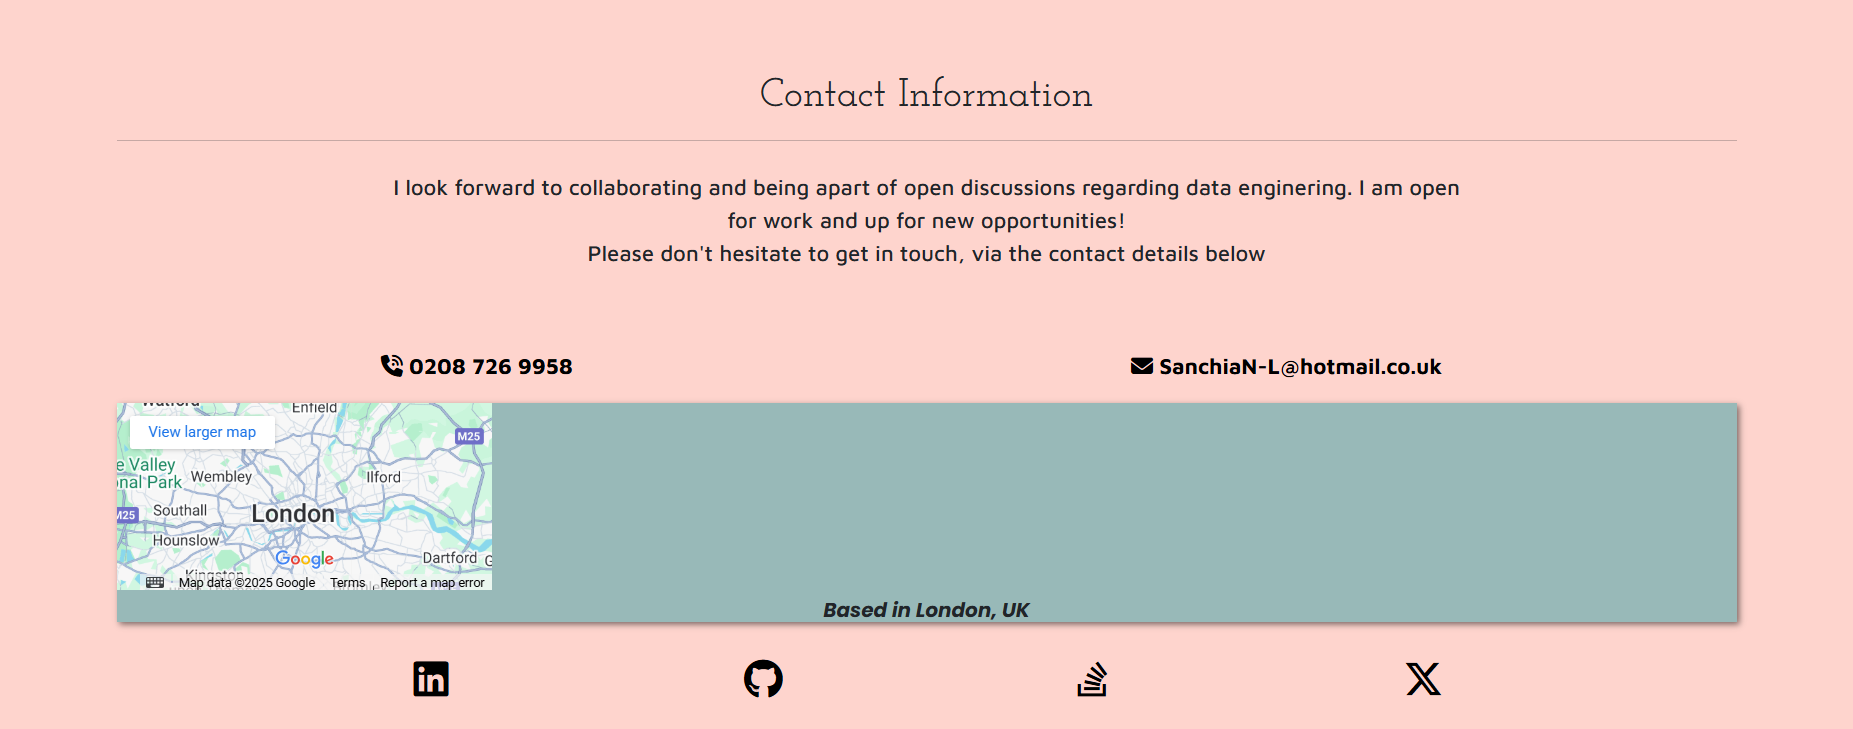 Contact Information
I look forward to collaborating and being apart of open discussions regarding data enginering. I am open
for work and up for new opportunities!
Please don't hesitate to get in touch, via the contact details below
0208 726 9958
SanchiaN-L@hotmail.co.uk
Enfield
View larger map
M25
e Valley
onal Park
Wembley
Ilford
M25
Southall
London
Hounslow
Google
Dartford
Kingston
Map data ©2025 Google
Terms
Report a map error
Based in London, UK
in
X